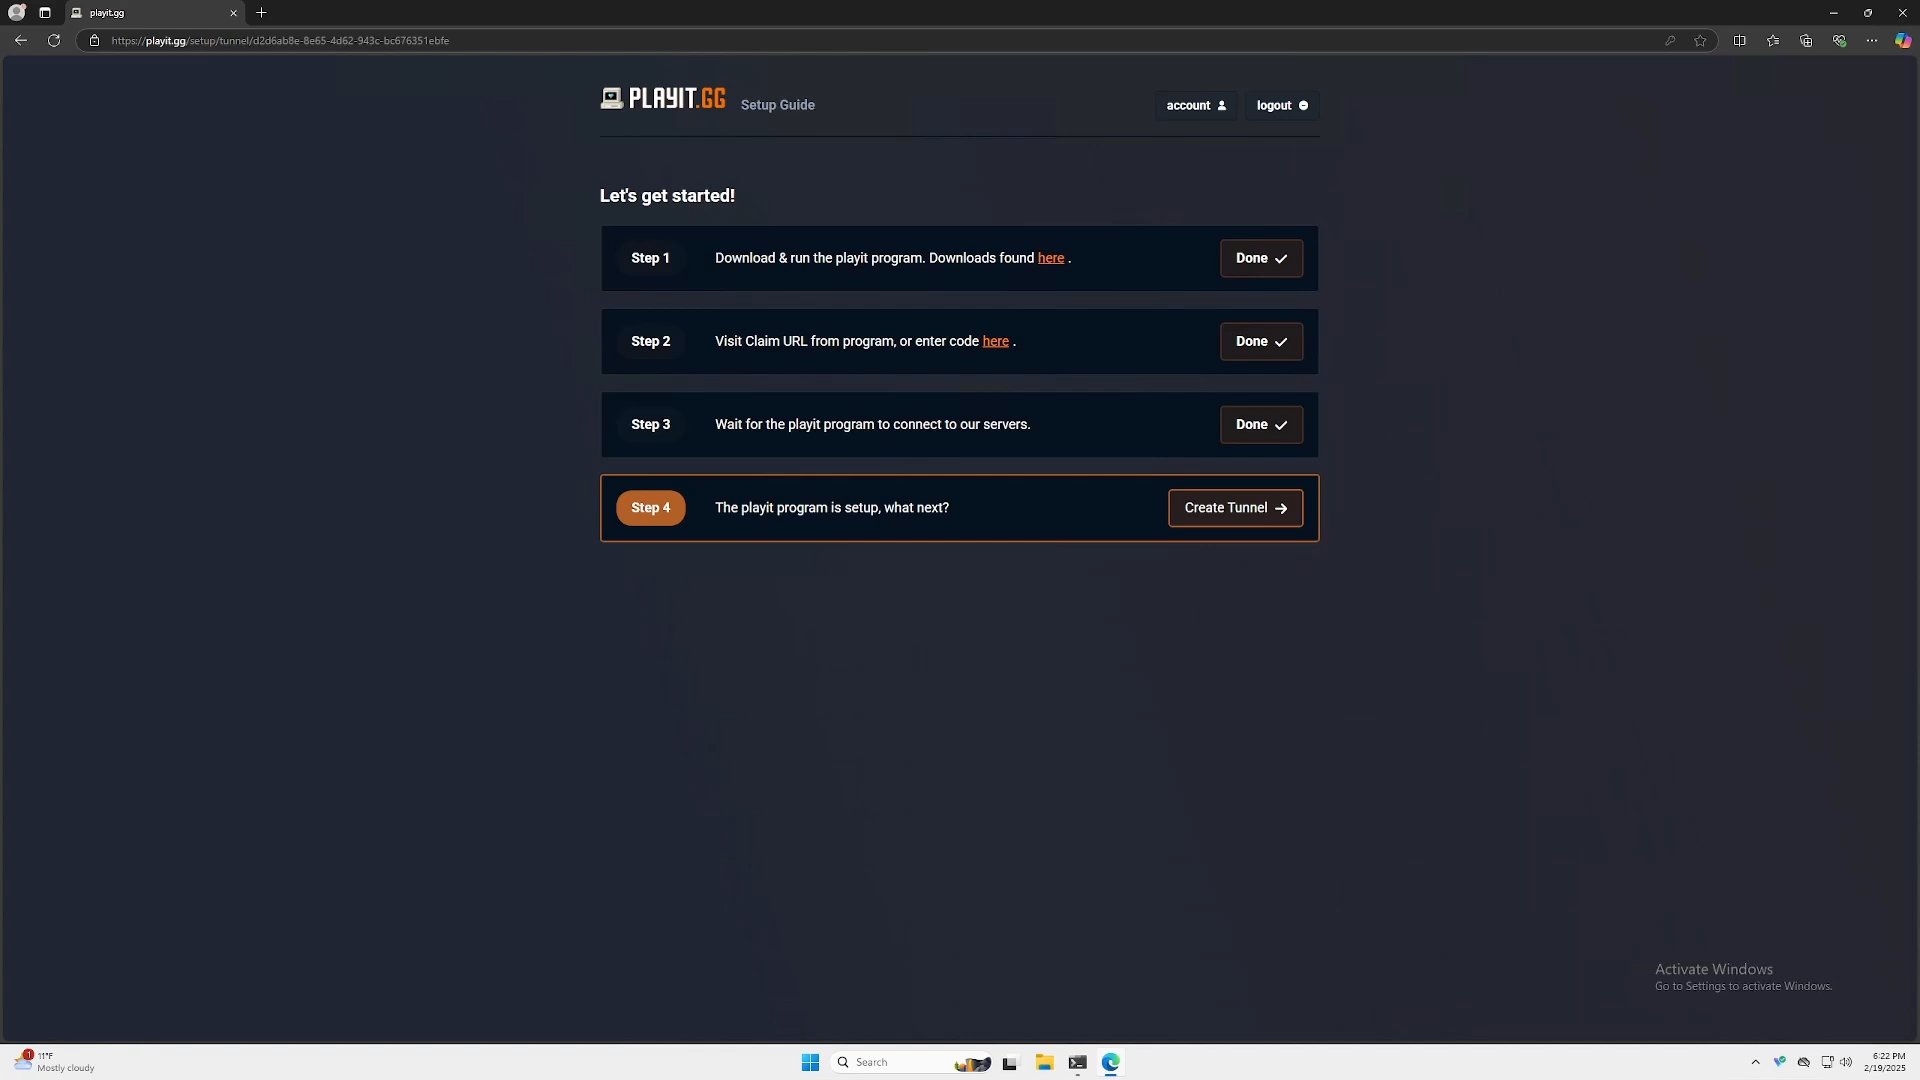 playit.gg
https://playit.gg/setup/tunnel/d2d6ab8e-8e65-4d62-943c-bc676351ebfe
PLAYIT.GG Setup Guide account logout
Let's get started!
Step 1 Download & run the playit program. Downloads found here . Done
Step 2 Visit Claim URL from program, or enter code here . Done
Step 3 Wait for the playit program to connect to our servers. Done
Step 4 The playit program is setup, what next? Create Tunnel
Activate Windows
Go to Settings to activate Windows.
1
11°F
Mostly cloudy
Search
6:22 PM
2/19/2025